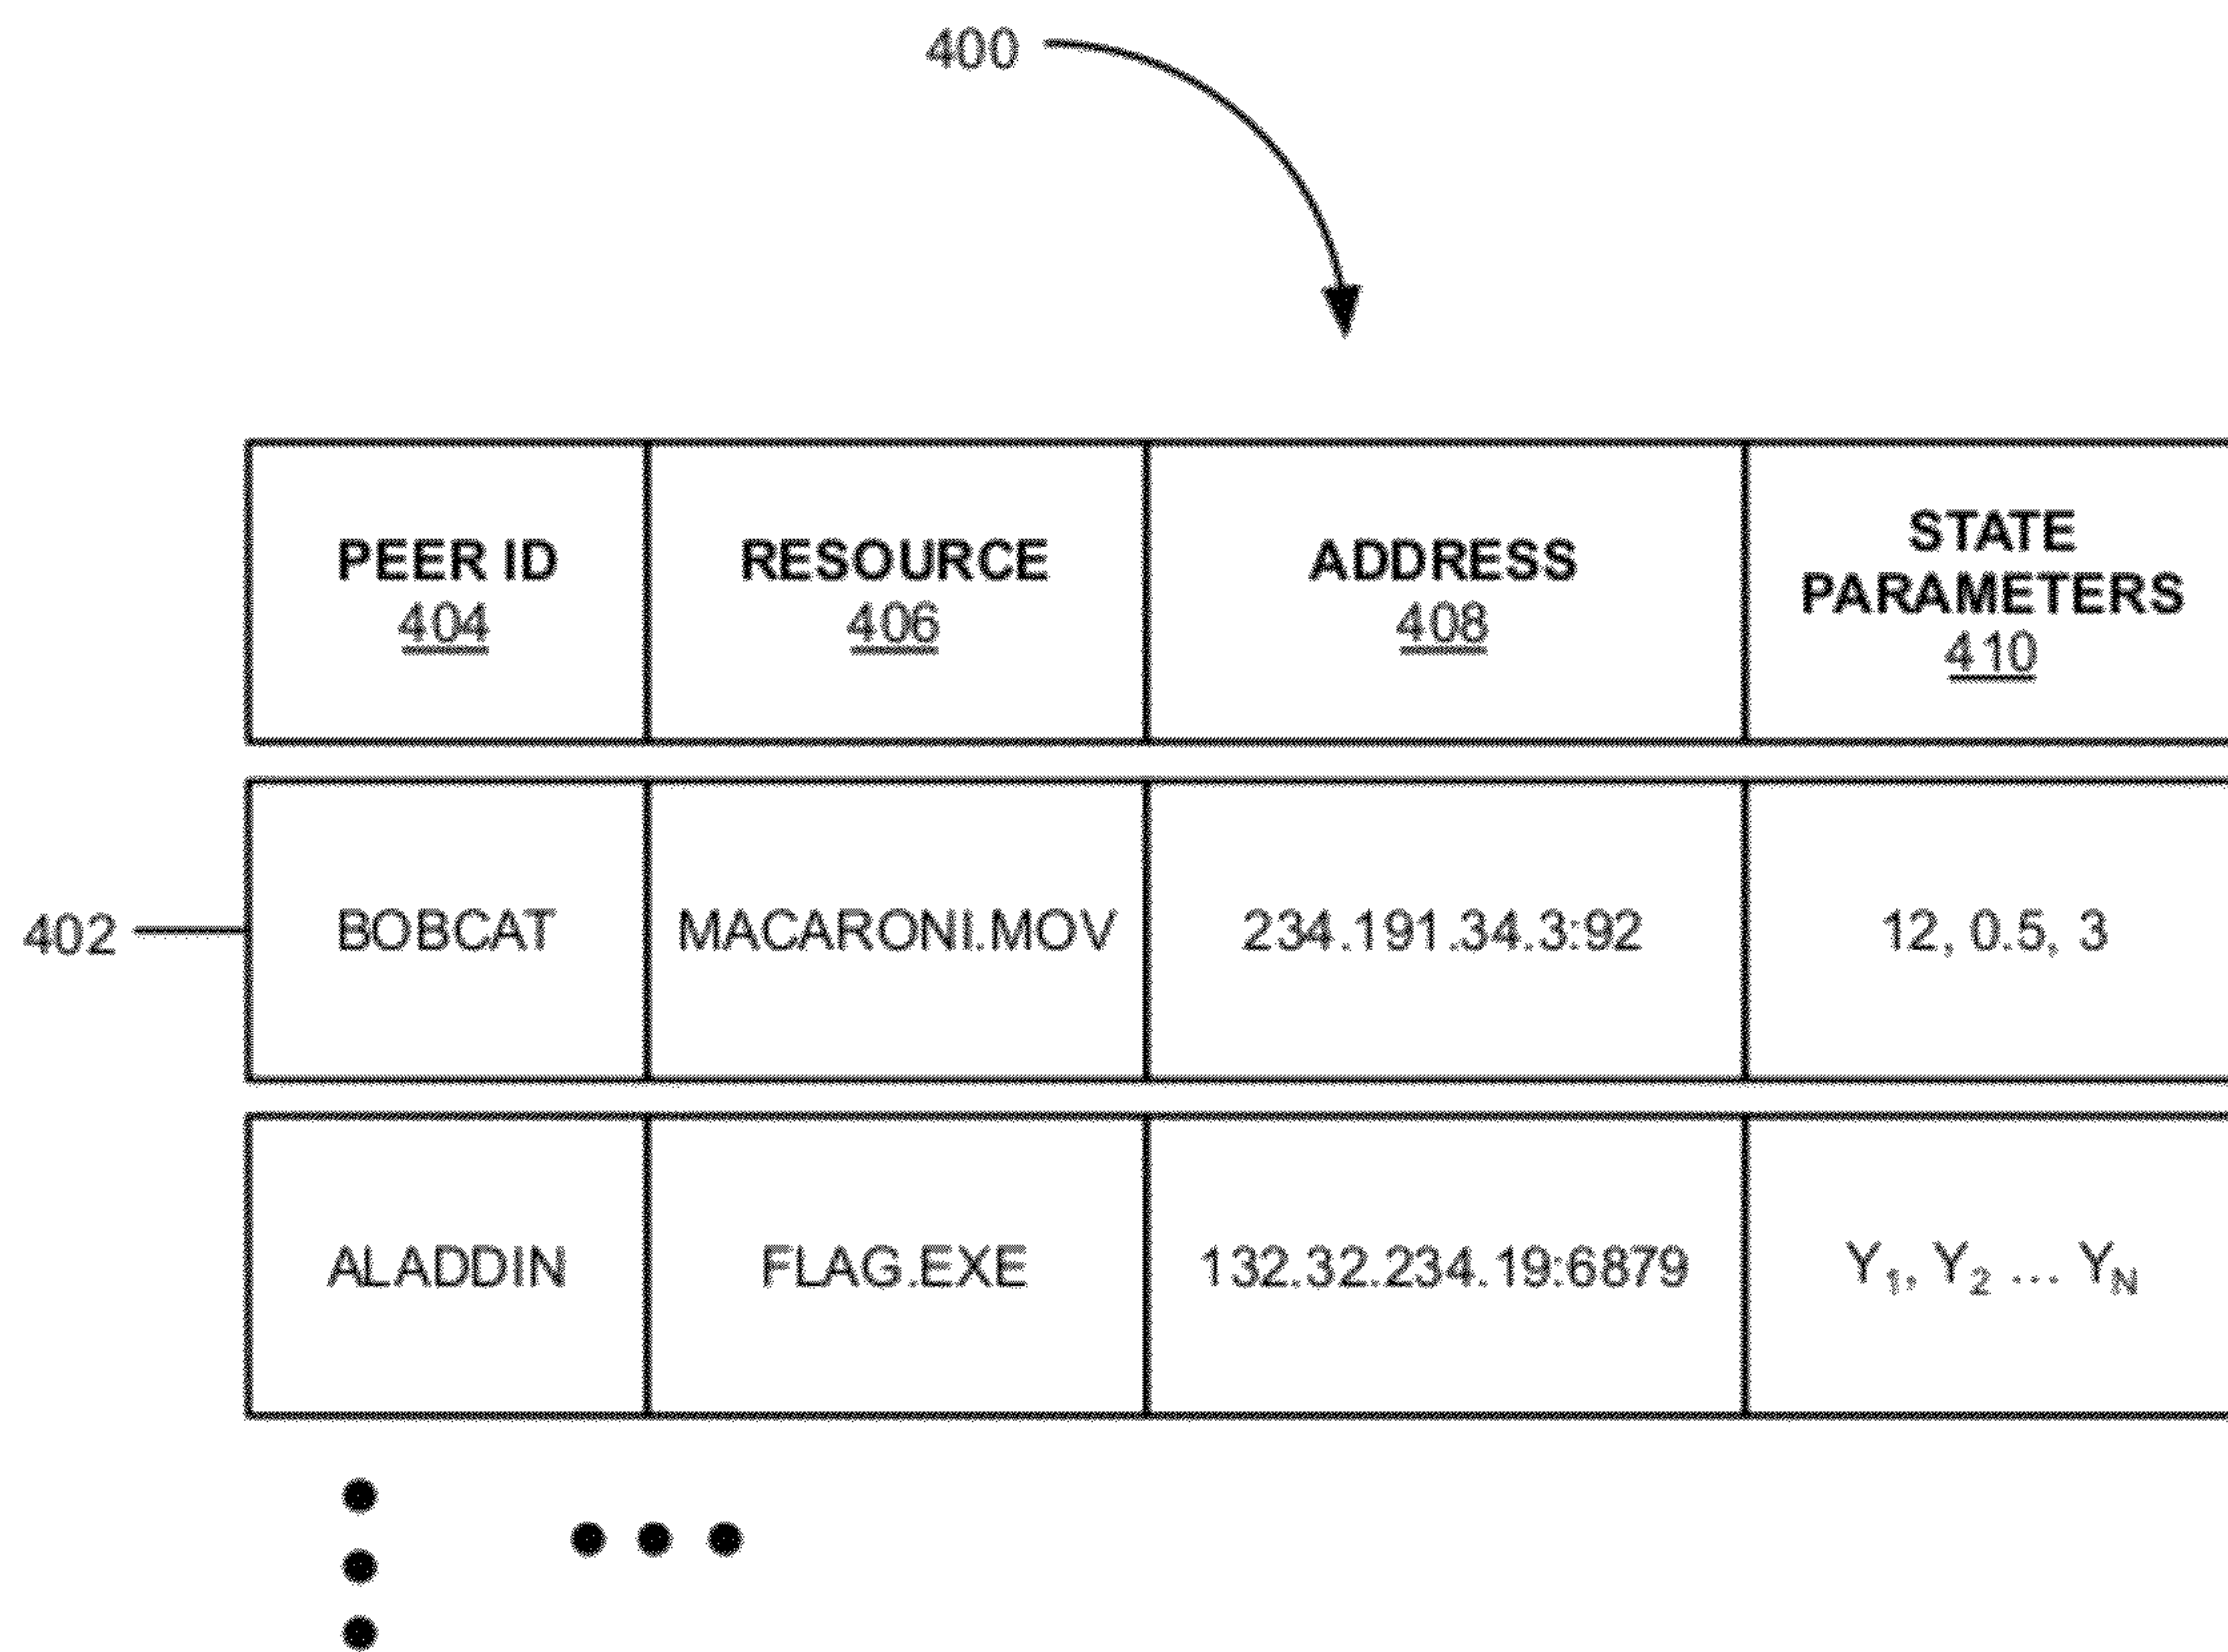 400
PEER ID
404
RESOURCE
406
ADDRESS
408
STATE
PARAMETERS
410
402
BOBCAT
MACARONI.MOV
234.191.34.3:92
12, 0.5, 3
ALADDIN
FLAG.EXE
132.32.234.19:6879
Y₁, Y₂ ... Y_N